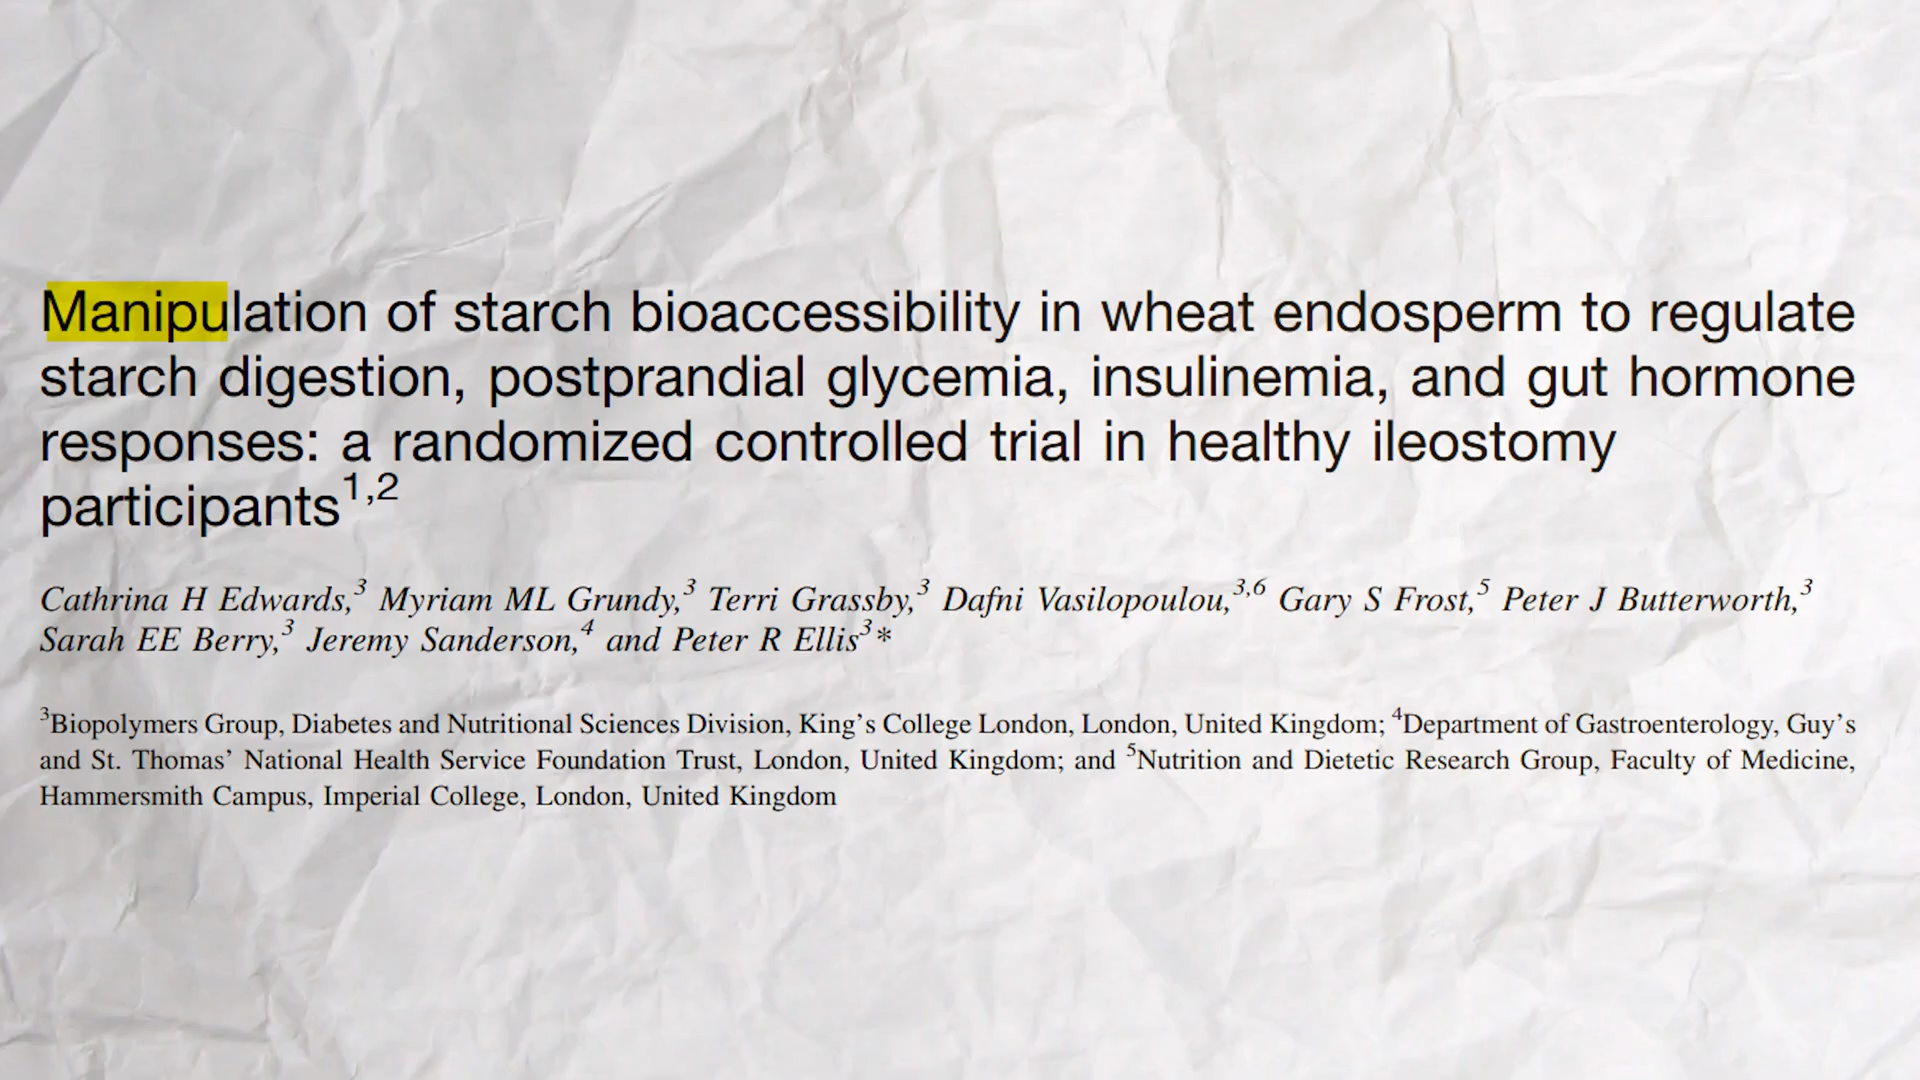 Manipulation of starch bioaccessibility in wheat endosperm to regulate
starch digestion, postprandial glycemia, insulinemia, and gut hormone
responses: a randomized controlled trial in healthy ileostomy
participants1,2
Cathrina H Edwards,3 Myriam ML Grundy,3 Terri Grassby,3 Dafni Vasilopoulou,3,6 Gary S Frost,5 Peter J Butterworth,3
Sarah EE Berry,3 Jeremy Sanderson,4 and Peter R Ellis3*
3Biopolymers Group, Diabetes and Nutritional Sciences Division, King's College London, London, United Kingdom; 4Department of Gastroenterology, Guy's
and St. Thomas' National Health Service Foundation Trust, London, United Kingdom; and 5Nutrition and Dietetic Research Group, Faculty of Medicine,
Hammersmith Campus, Imperial College, London, United Kingdom